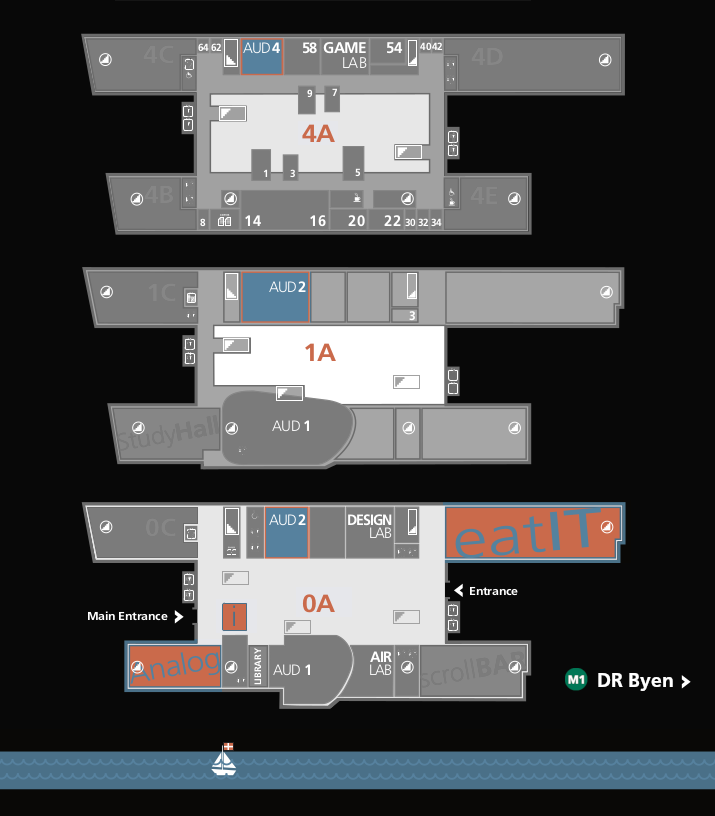 4C
64 62
AUD 4
58
GAME
LAB
54
40 42
4D
9
7
4A
1
3
5
4B
4E
8
14
16
20
22
30 32 34
1C
AUD 2
3
1A
StudyHall
AUD 1
0C
AUD 2
DESIGN
LAB
eatIT
0A
Main Entrance
Entrance
i
Analog
LIBRARY
AUD 1
AIR
LAB
scrollBAR
M1
DR Byen